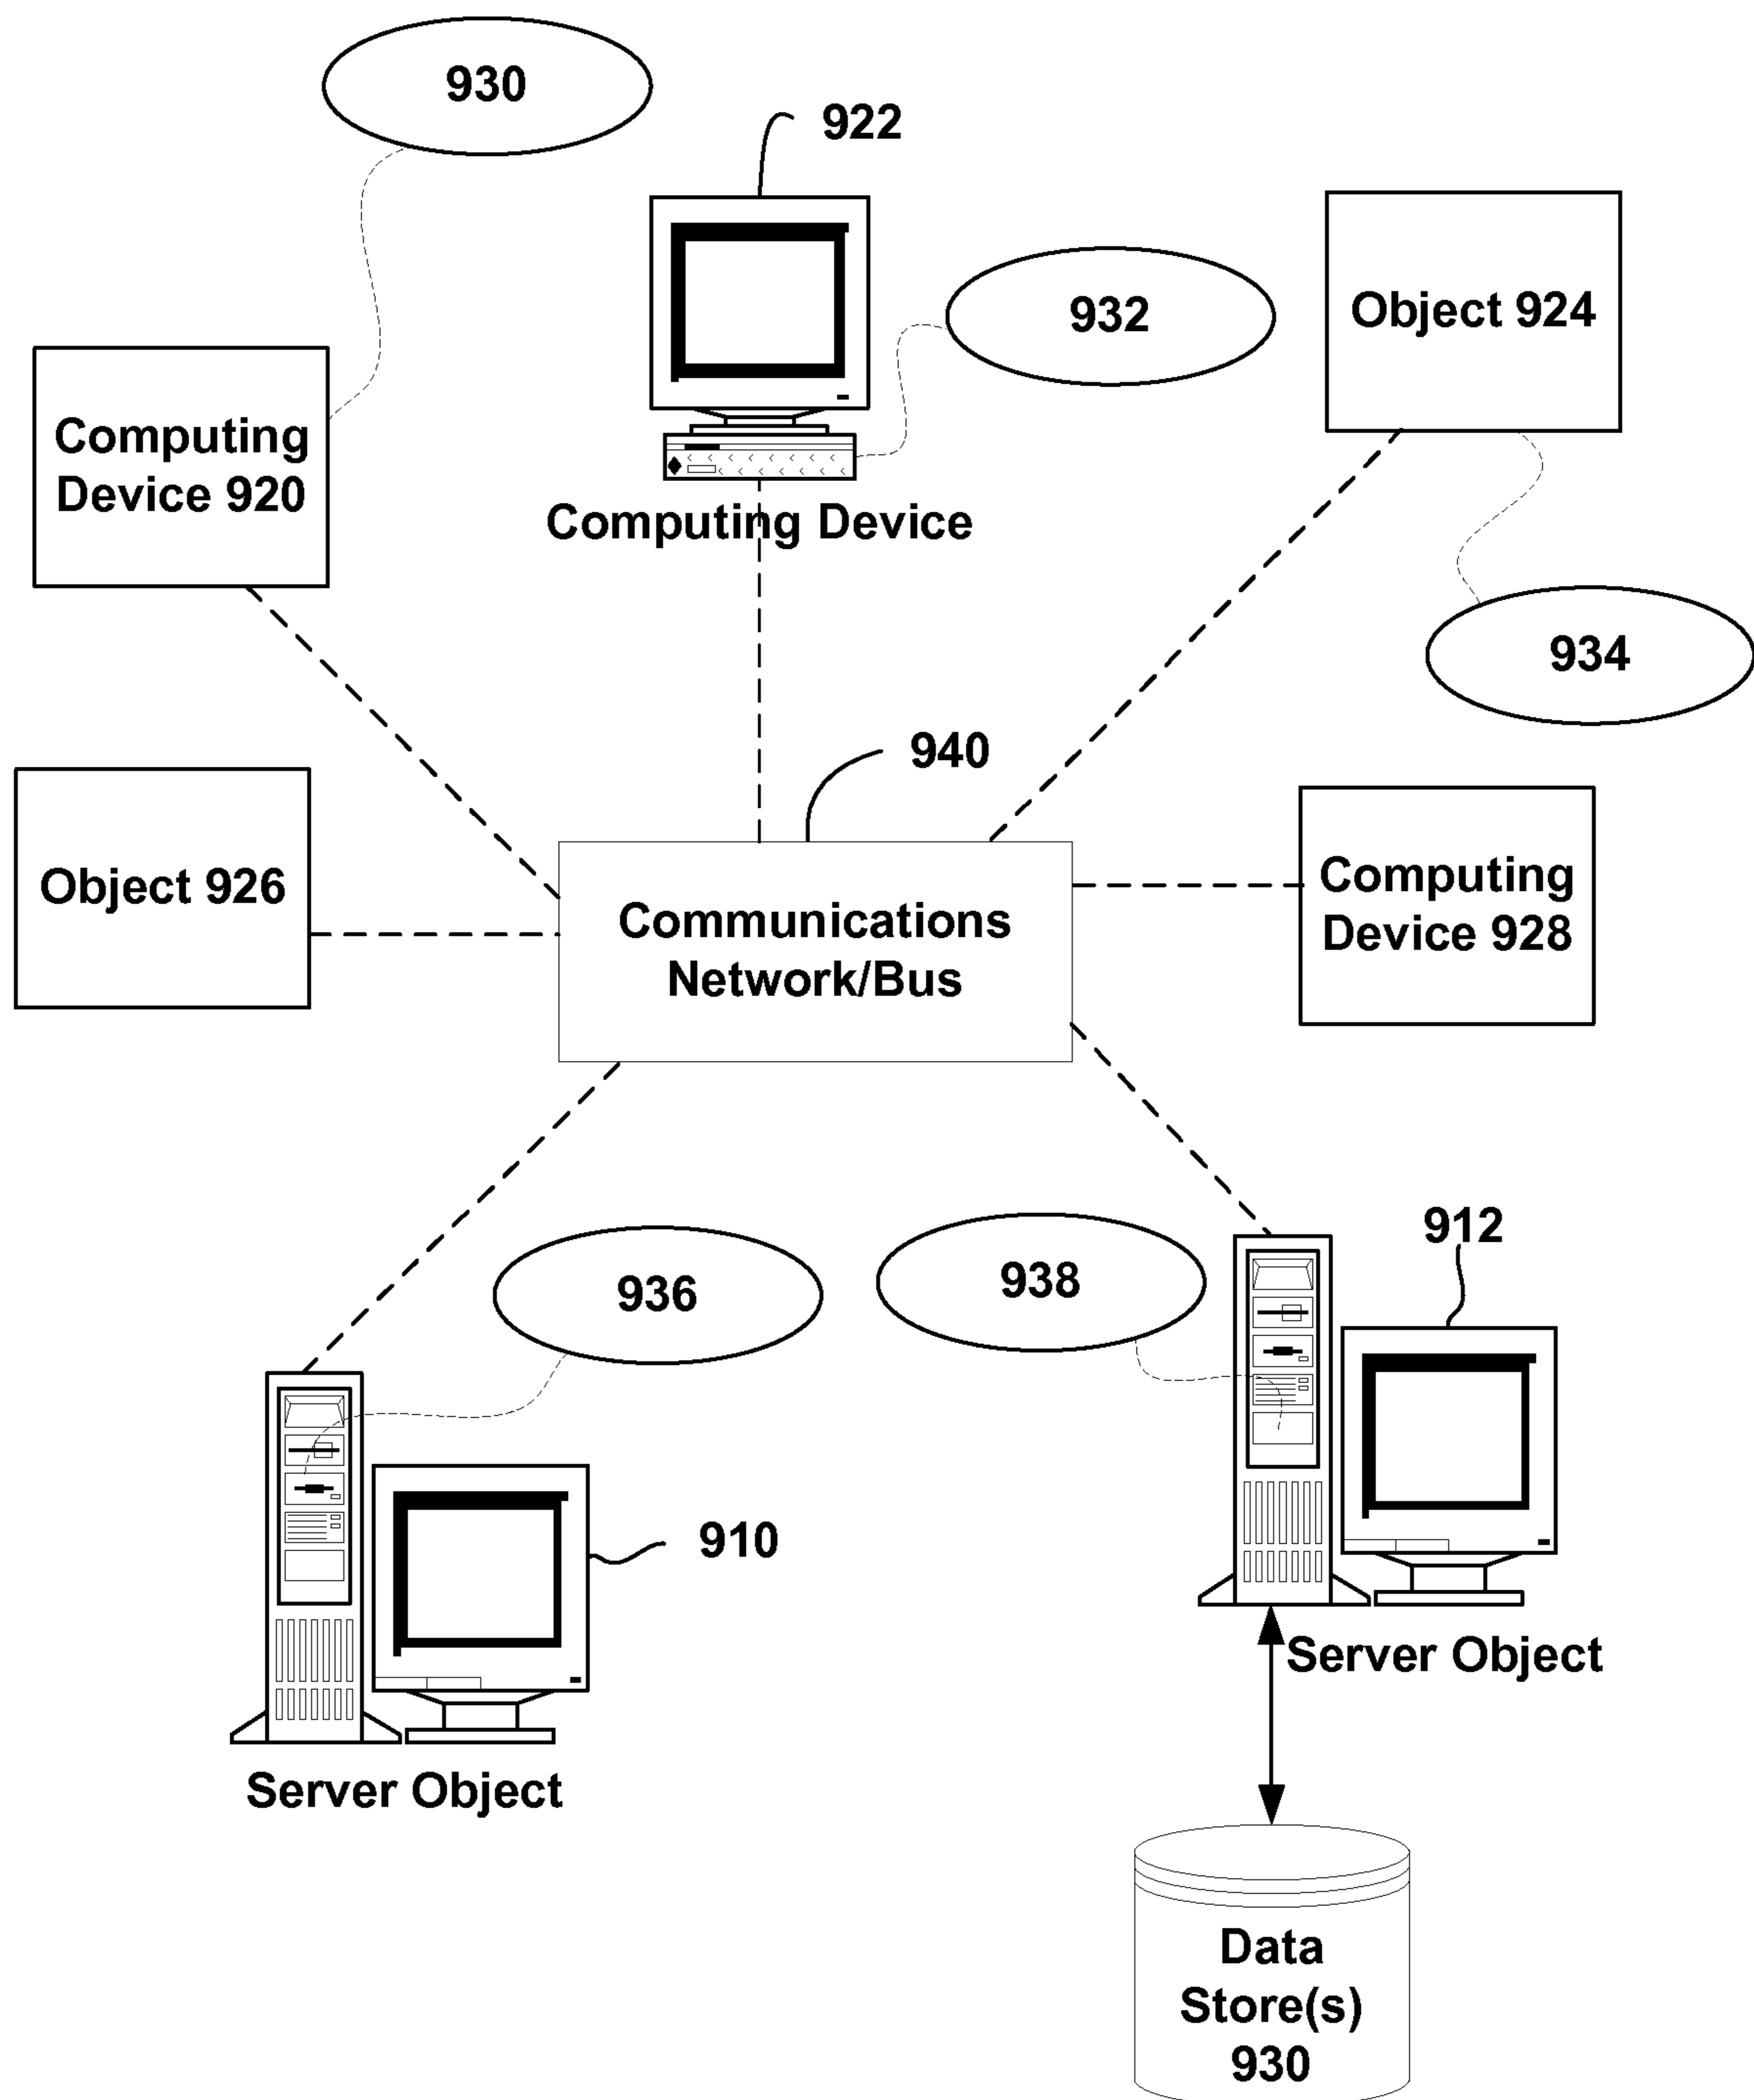 930
922
932
Object 924
Computing
Device 920
Computing Device
934
940
Object 926
Computing
Device 928
Communications
Network/Bus
912
936
938
910
Server Object
Server Object
Data
Store(s)
930